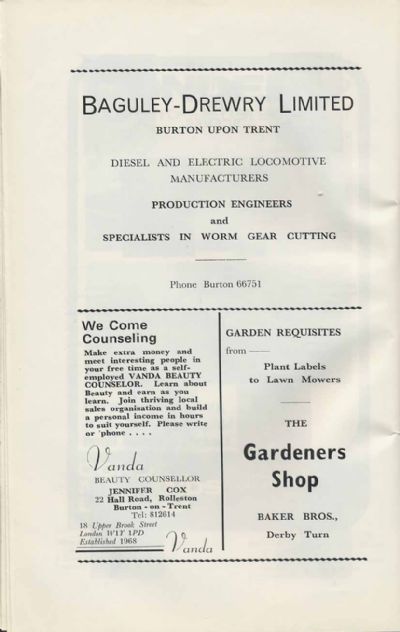 BAGULEY-DREWRY LIMITED
BURTON UPON TRENT
DIESEL AND ELECTRIC LOCOMOTIVE
MANUFACTURERS
PRODUCTION ENGINEERS
and
SPECIALISTS IN WORM GEAR CUTTING
Phone Burton 66751
We Come
Counseling
Make extra money and
meet interesting people in
your free time as a self-
employed VANDA BEAUTY
COUNSELOR. Learn about
Beauty and earn as you
learn. Join thriving local
sales organisation and build
a personal income in hours
to suit yourself. Please write
or 'phone . . . .
Vanda
BEAUTY COUNSELLOR
JENNIFER COX
22 Hall Road, Rolleston
Burton - on - Trent
Tel: 812614
18 Upper Brook Street
London W1Y 1PD
Established 1968
Vanda
GARDEN REQUISITES
from —
Plant Labels
to Lawn Mowers
THE
Gardeners
Shop
BAKER BROS.,
Derby Turn